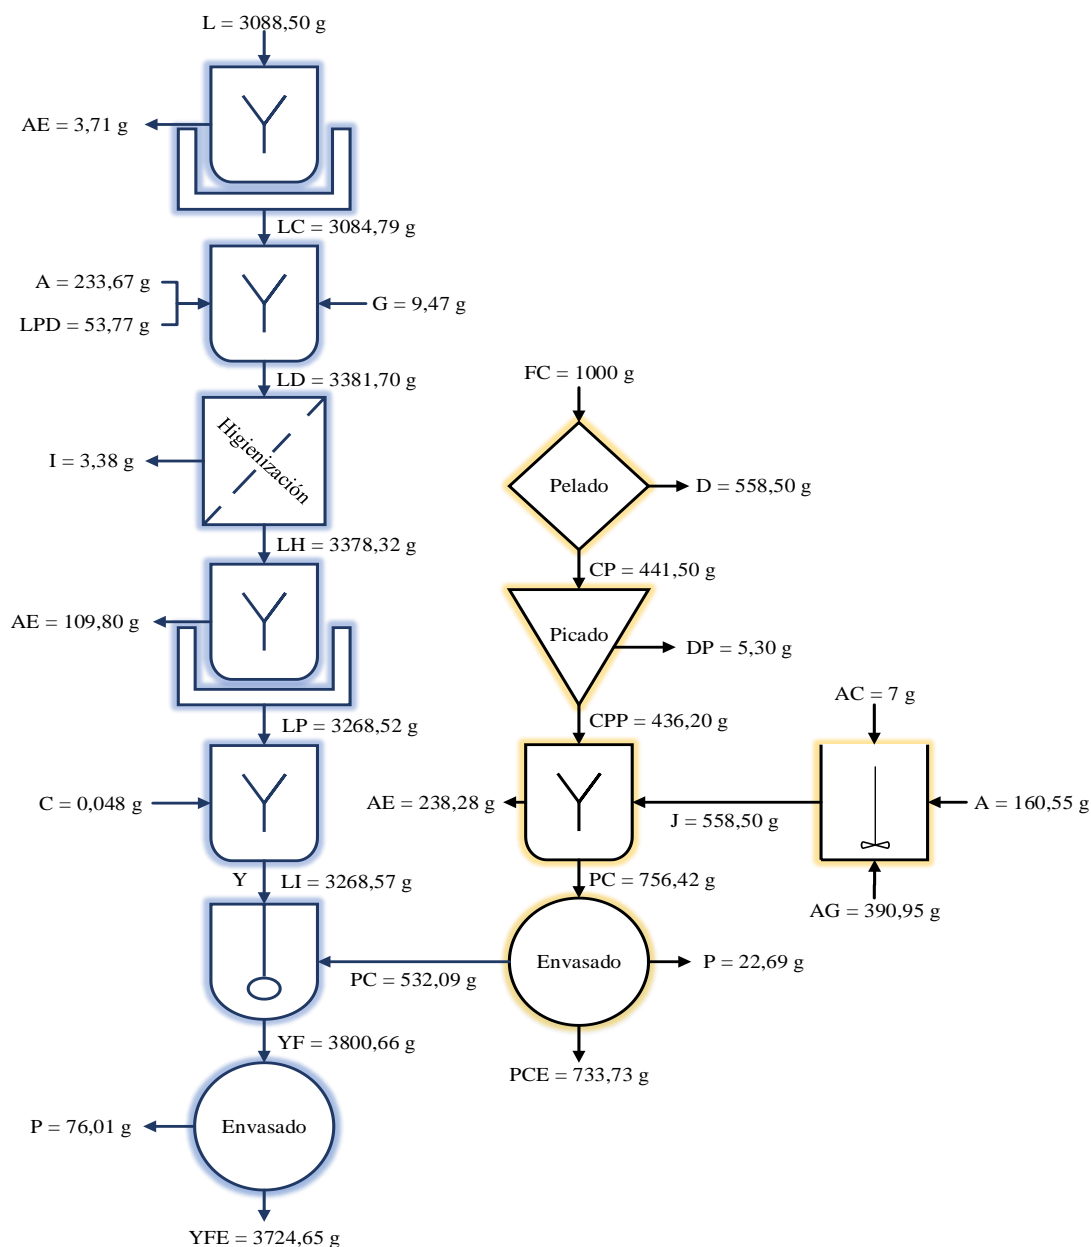 L = 3088,50 g
AE = 3,71 g
LC = 3084,79 g
A = 233,67 g
G = 9,47 g
LPD = 53,77 g
LD = 3381,70 g
FC = 1000 g
Higienización
I = 3,38 g
Pelado
D = 558,50 g
LH = 3378,32 g
CP = 441,50 g
AE = 109,80 g
Picado
DP = 5,30 g
AC = 7 g
LP = 3268,52 g
CPP = 436,20 g
C = 0,048 g
AE = 238,28 g
J = 558,50 g
A = 160,55 g
Y
LI = 3268,57 g
PC = 756,42 g
AG = 390,95 g
PC = 532,09 g
Envasado
P = 22,69 g
YF = 3800,66 g
PCE = 733,73 g
P = 76,01 g
Envasado
YFE = 3724,65 g